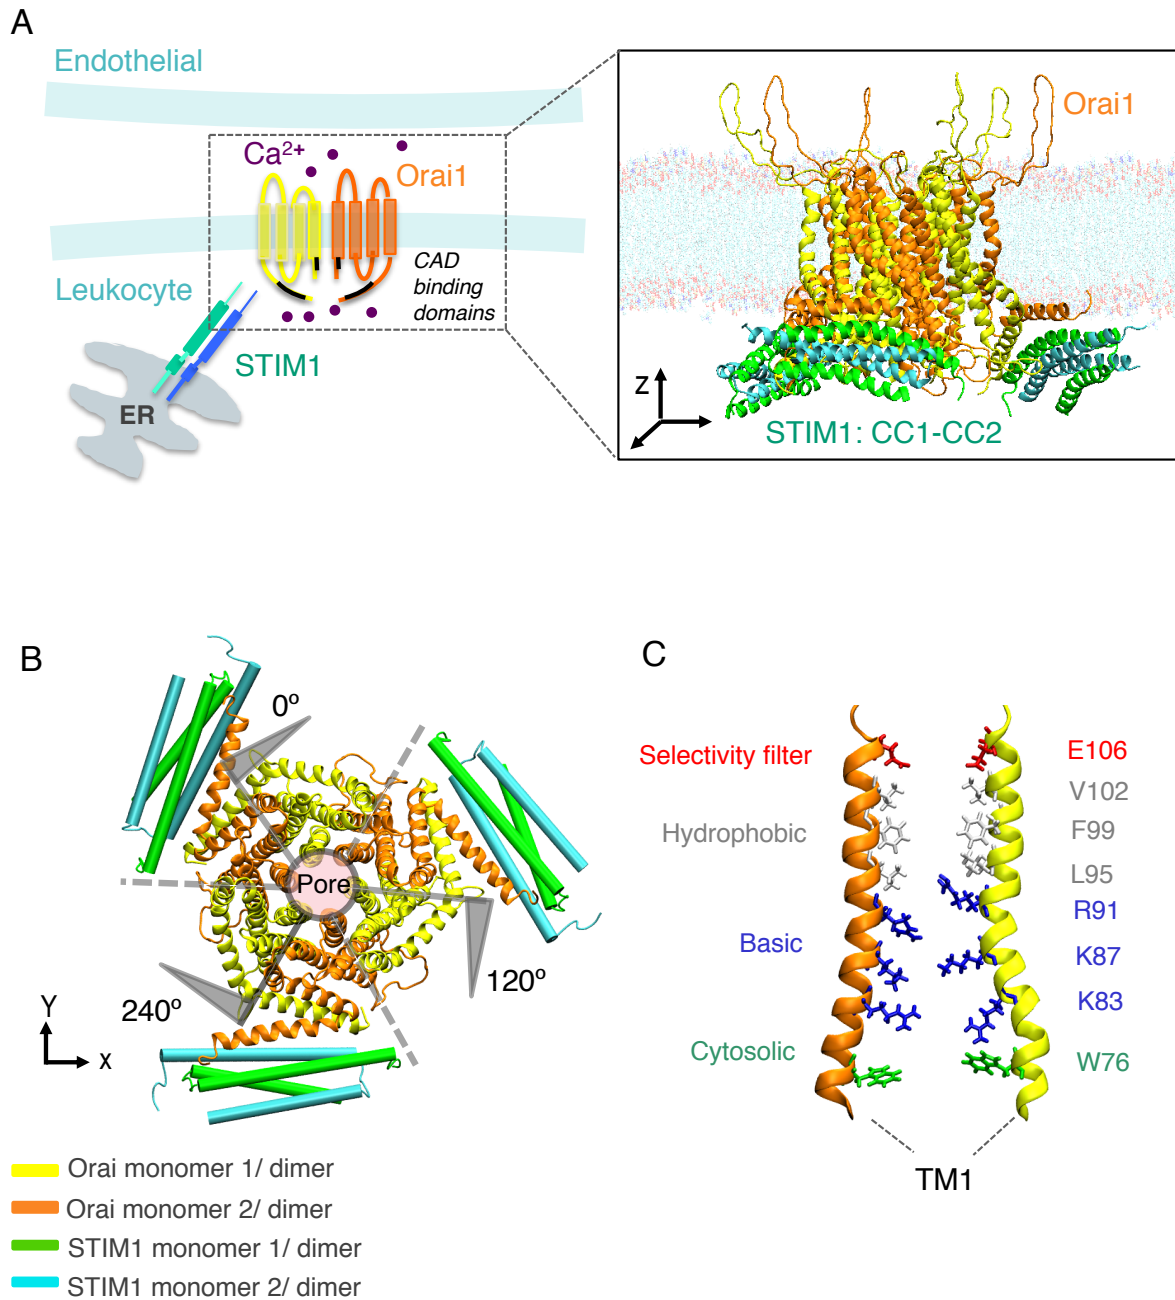 A
Endothelial
Ca2+
Orai1
CAD
binding
domains
Leukocyte
STIM1
ER
Orai1
Z
STIM1: CC1-CC2
B
0º
Pore
120º
240º
Y
x
Orai monomer 1/ dimer
Orai monomer 2/ dimer
STIM1 monomer 1/ dimer
STIM1 monomer 2/ dimer
C
Selectivity filter
E106
V102
Hydrophobic
F99
L95
R91
Basic
K87
K83
Cytosolic
W76
TM1